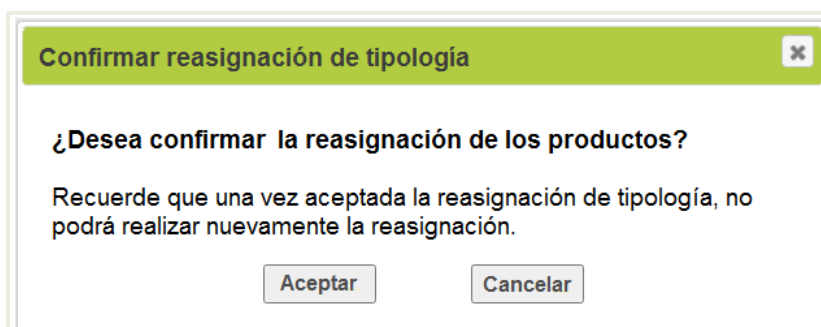 Confirmar reasignación de tipología
¿Desea confirmar la reasignación de los productos?
Recuerde que una vez aceptada la reasignación de tipología, no
podrá realizar nuevamente la reasignación.
Aceptar Cancelar